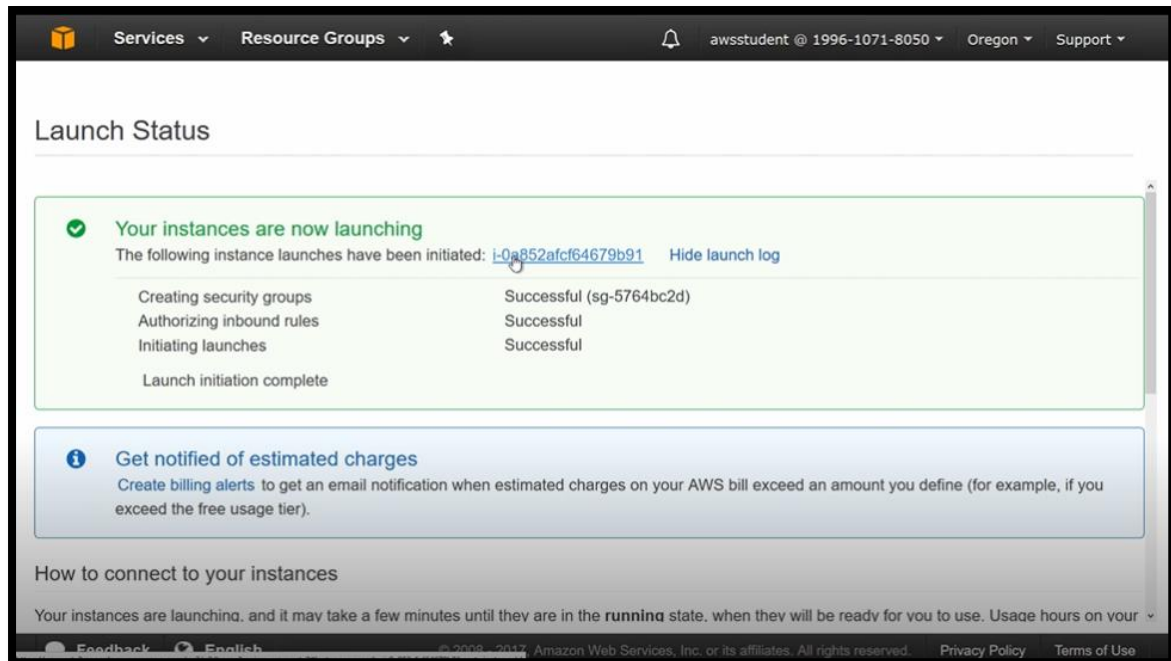 Services Resource Groups awsstudent @ 1996-1071-8050 Oregon Support
Launch Status
Your instances are now launching
The following instance launches have been initiated: i-0a852afcf64679b91 Hide launch log
Creating security groups Successful (sg-5764bc2d)
Authorizing inbound rules Successful
Initiating launches Successful
Launch initiation complete
Get notified of estimated charges
Create billing alerts to get an email notification when estimated charges on your AWS bill exceed an amount you define (for example, if you
exceed the free usage tier).
How to connect to your instances
Your instances are launching, and it may take a few minutes until they are in the running state, when they will be ready for you to use. Usage hours on your
Feedback English © 2008 - 2017, Amazon Web Services, Inc. or its affiliates. All rights reserved. Privacy Policy Terms of Use